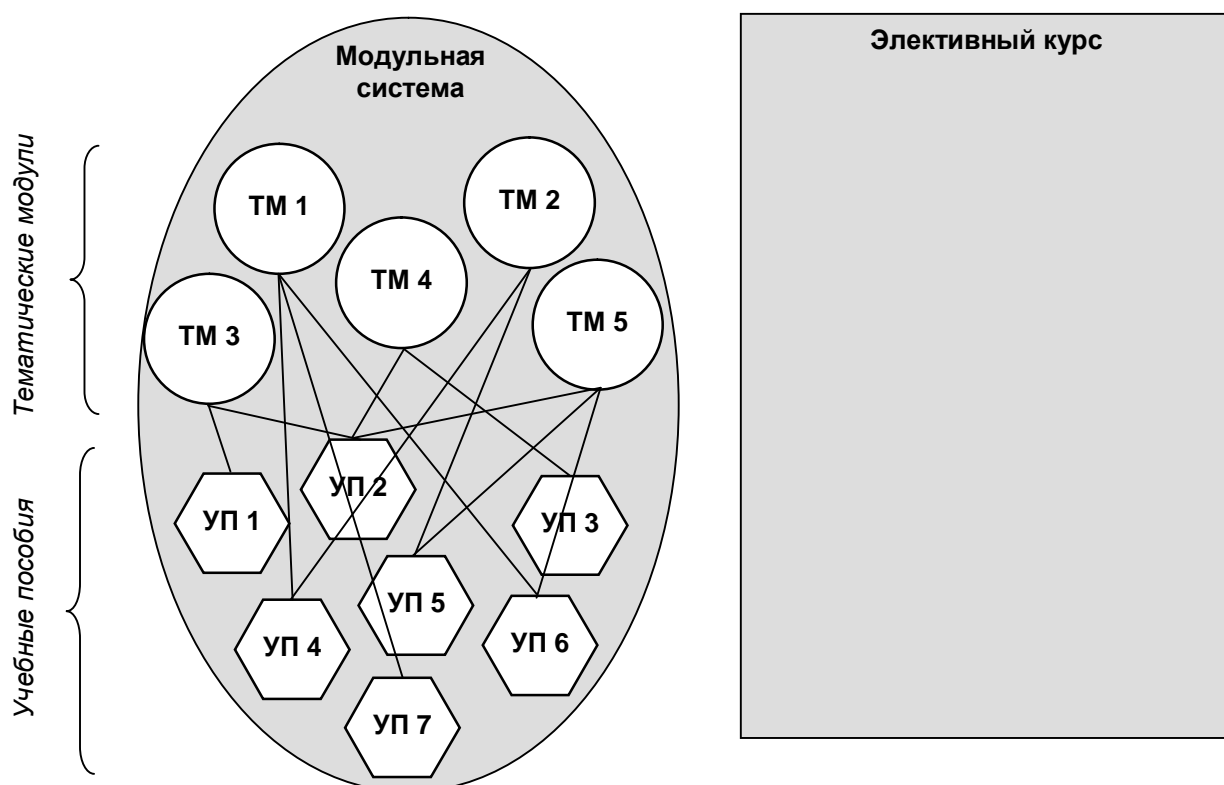 Модульная
система
Элективный курс
Тематические модули
ТМ 1
ТМ 2
ТМ 4
ТМ 3
ТМ 5
Учебные пособия
УП 2
УП 1
УП 3
УП 5
УП 4
УП 6
УП 7